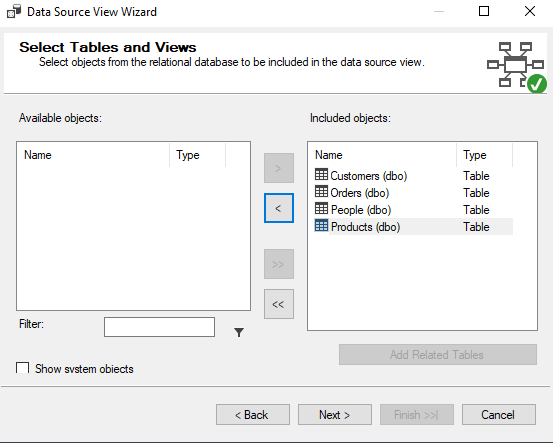 Data Source View Wizard
Select Tables and Views
Select objects from the relational database to be included in the data source view.
Available objects:
Included objects:
Name Type
Name Type
Customers (dbo) Table
Orders (dbo) Table
People (dbo) Table
Products (dbo) Table
>
<
>>
<<
Filter:
Add Related Tables
Show system objects
< Back Next > Finish >>| Cancel